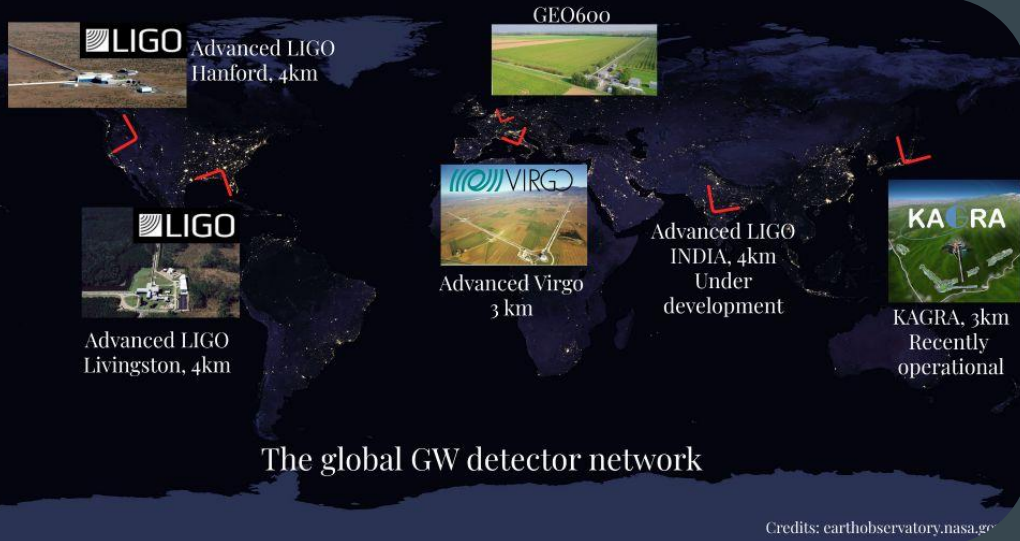 GEO600
LIGO
Advanced LIGO
Hanford, 4km
LIGO
Advanced LIGO
Livingston, 4km
VIRGO
Advanced Virgo
3 km
Advanced LIGO
INDIA, 4km
Under
development
KAGRA
KAGRA, 3km
Recently
operational
The global GW detector network
Credits: earthobservatory.nasa.go